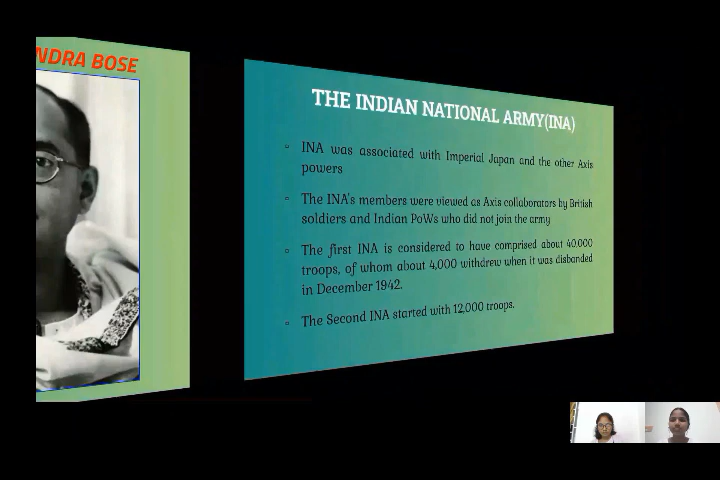 NDRA BOSE
THE INDIAN NATIONAL ARMY(INA)
INA was associated with Imperial Japan and the other Axis
powers
The INA's members were viewed as Axis collaborators by British
soldiers and Indian PoWs who did not join the army
The first INA is considered to have comprised about 40,000
troops, of whom about 4,000 withdrew when it was disbanded
in December 1942.
The Second INA started with 12,000 troops.